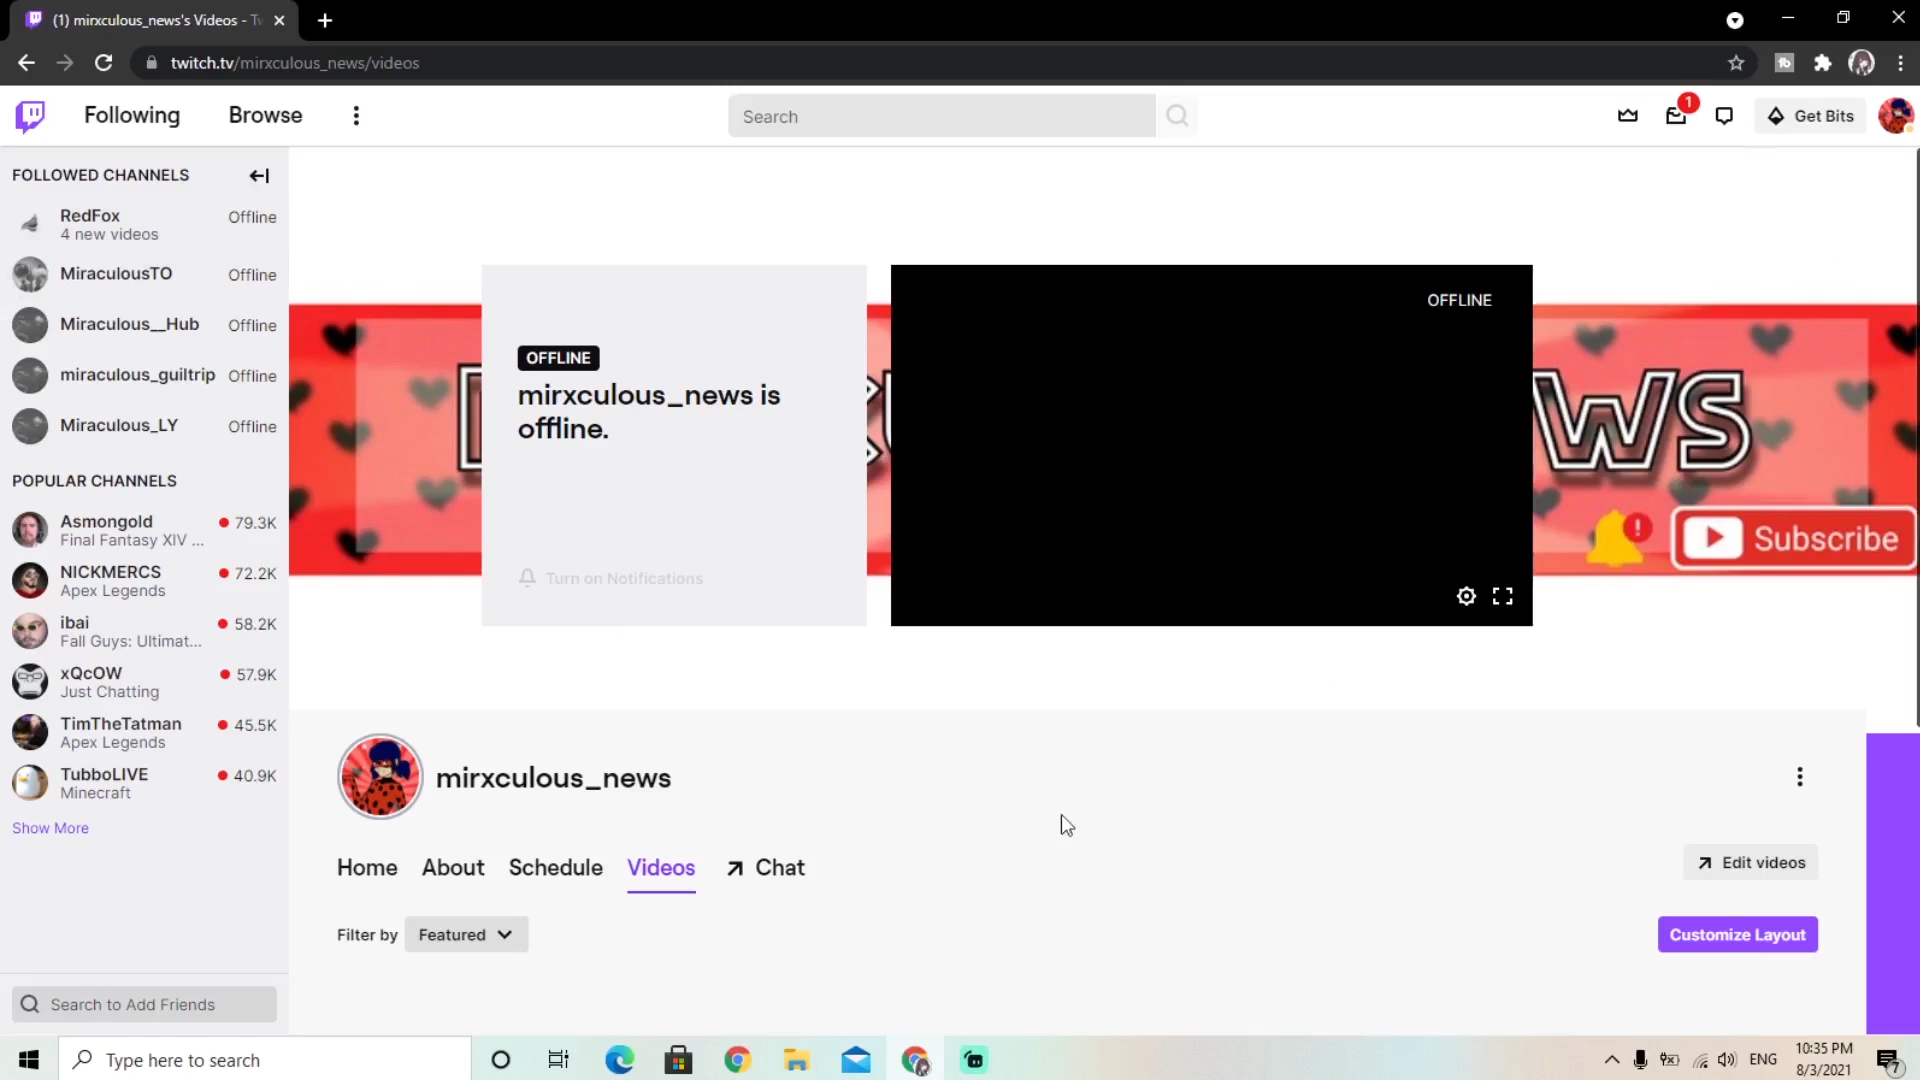 (1) mirxculous_news's Videos - Tw
twitch.tv/mirxculous_news/videos
Following
Browse
Search
1
Get Bits
FOLLOWED CHANNELS
RedFox
Offline
4 new videos
MiraculousTO
Offline
Miraculous__Hub
Offline
miraculous_guiltrip
Offline
Miraculous_LY
Offline
POPULAR CHANNELS
Asmongold
79.3K
Final Fantasy XIV ...
NICKMERCS
72.2K
Apex Legends
ibai
58.2K
Fall Guys: Ultimat...
xQcOW
57.9K
Just Chatting
TimTheTatman
45.5K
Apex Legends
TubboLIVE
40.9K
Minecraft
Show More
Search to Add Friends
OFFLINE
mirxculous_news is
offline.
Turn on Notifications
OFFLINE
WS
Subscribe
mirxculous_news
Home
About
Schedule
Videos
Chat
Edit videos
Filter by
Featured
Customize Layout
Type here to search
ENG
10:35 PM
8/3/2021
7